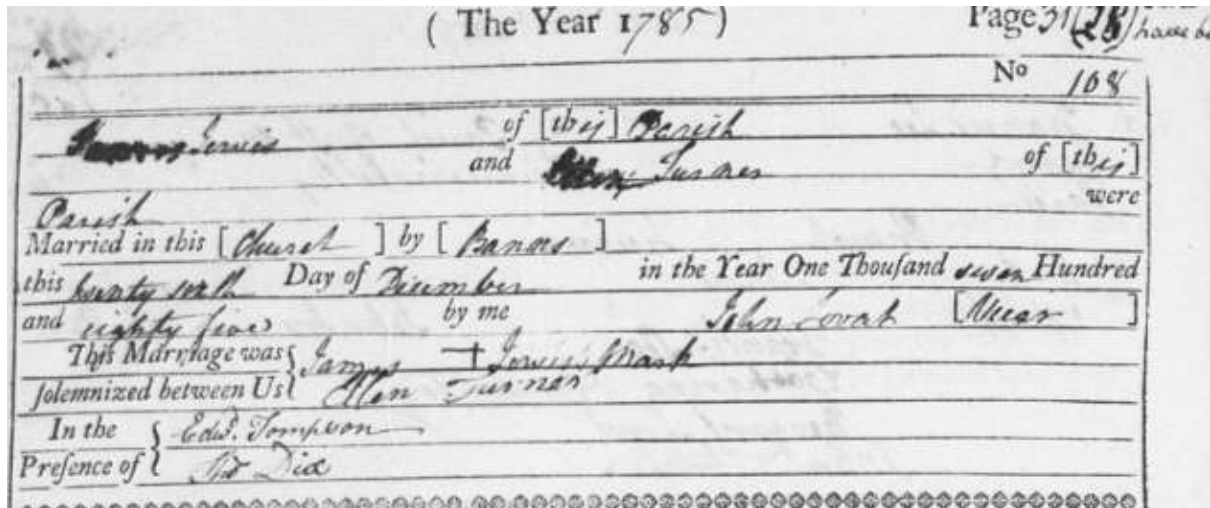 ( The Year 1785 ) Page 31 have
No 108
Jervis of [this] Parish
and Turner of [this]
Parish were
Married in this [ Church ] by [ Banns ]
this twenty sixth Day of December in the Year One Thouſand seven Hundred
and eighty five by me John Lovat [ Vicar ]
This Marriage was James + Jervis's Mark
ſolemnized between Us Ellen Turner
In the Edwd. Tompson
Preſence of Dix